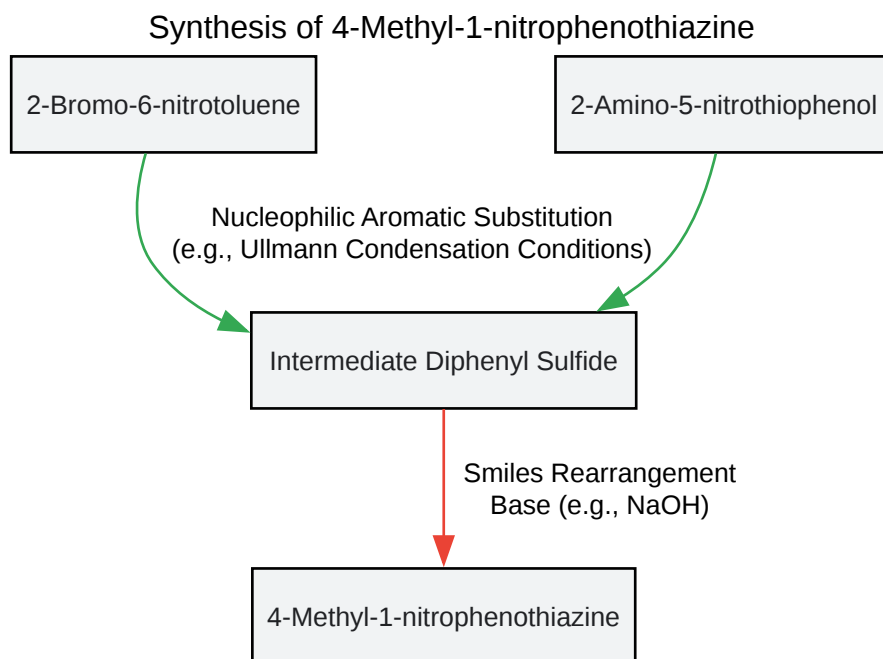 Synthesis of 4-Methyl-1-nitrophenothiazine
2-Bromo-6-nitrotoluene
2-Amino-5-nitrothiophenol
Nucleophilic Aromatic Substitution
(e.g., Ullmann Condensation Conditions)
Intermediate Diphenyl Sulfide
Smiles Rearrangement
Base (e.g., NaOH)
4-Methyl-1-nitrophenothiazine